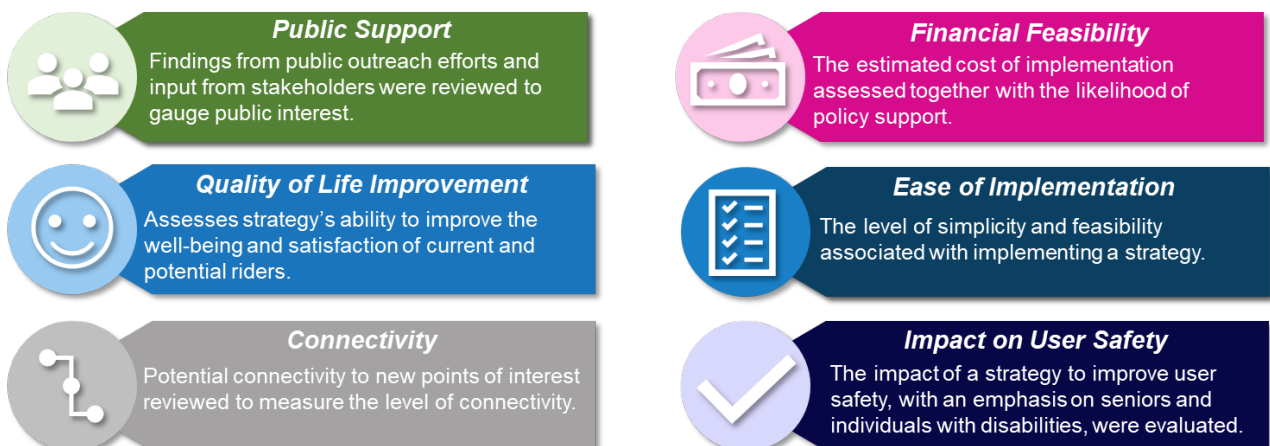 Public Support
Findings from public outreach efforts and
input from stakeholders were reviewed to
gauge public interest.
Financial Feasibility
The estimated cost of implementation
assessed together with the likelihood of
policy support.
Quality of Life Improvement
Assesses strategy's ability to improve the
well-being and satisfaction of current and
potential riders.
Ease of Implementation
The level of simplicity and feasibility
associated with implementing a strategy.
Connectivity
Potential connectivity to new points of interest
reviewed to measure the level of connectivity.
Impact on User Safety
The impact of a strategy to improve user
safety, with an emphasis on seniors and
individuals with disabilities, were evaluated.